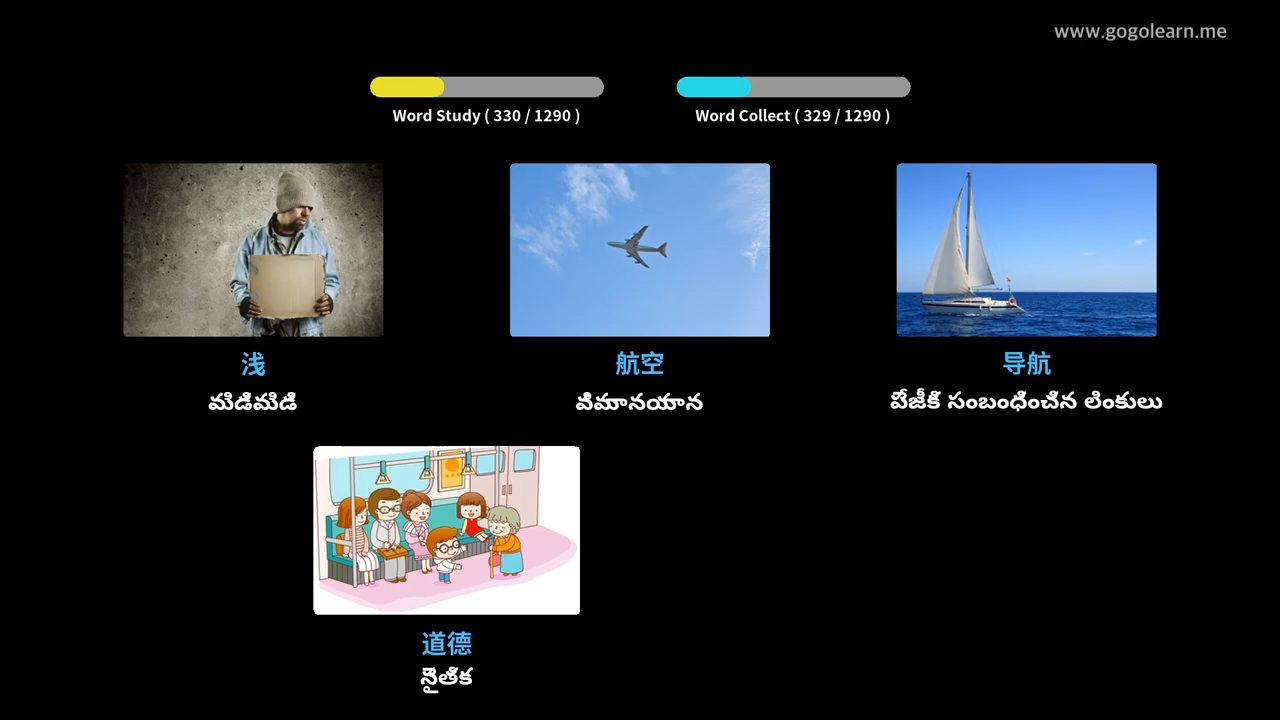 www.gogolearn.me
Word Study ( 330 / 1290 )
Word Collect ( 329 / 1290 )
浅
航空
导航
మిడిమిడి
విమానయాన
పేజీకి సంబంధించిన లింకులు
道德
నైతిక